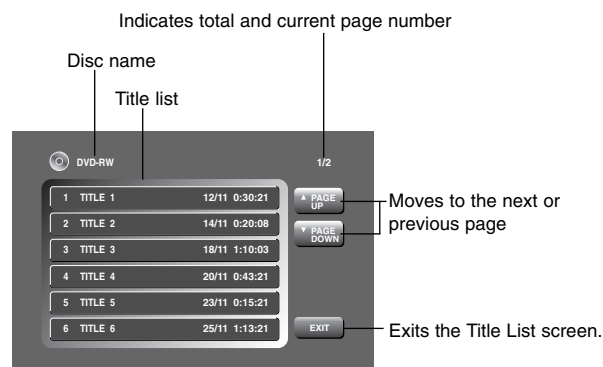 Indicates total and current page number
Disc name
Title list
DVD-RW 1/2
1 TITLE 1 12/11 0:30:21
2 TITLE 2 14/11 0:20:08
3 TITLE 3 18/11 1:10:03
4 TITLE 4 20/11 0:43:21
5 TITLE 5 23/11 0:15:21
6 TITLE 6 25/11 1:13:21
▲ PAGE
UP
▼ PAGE
DOWN
Moves to the next or
previous page
EXIT
Exits the Title List screen.